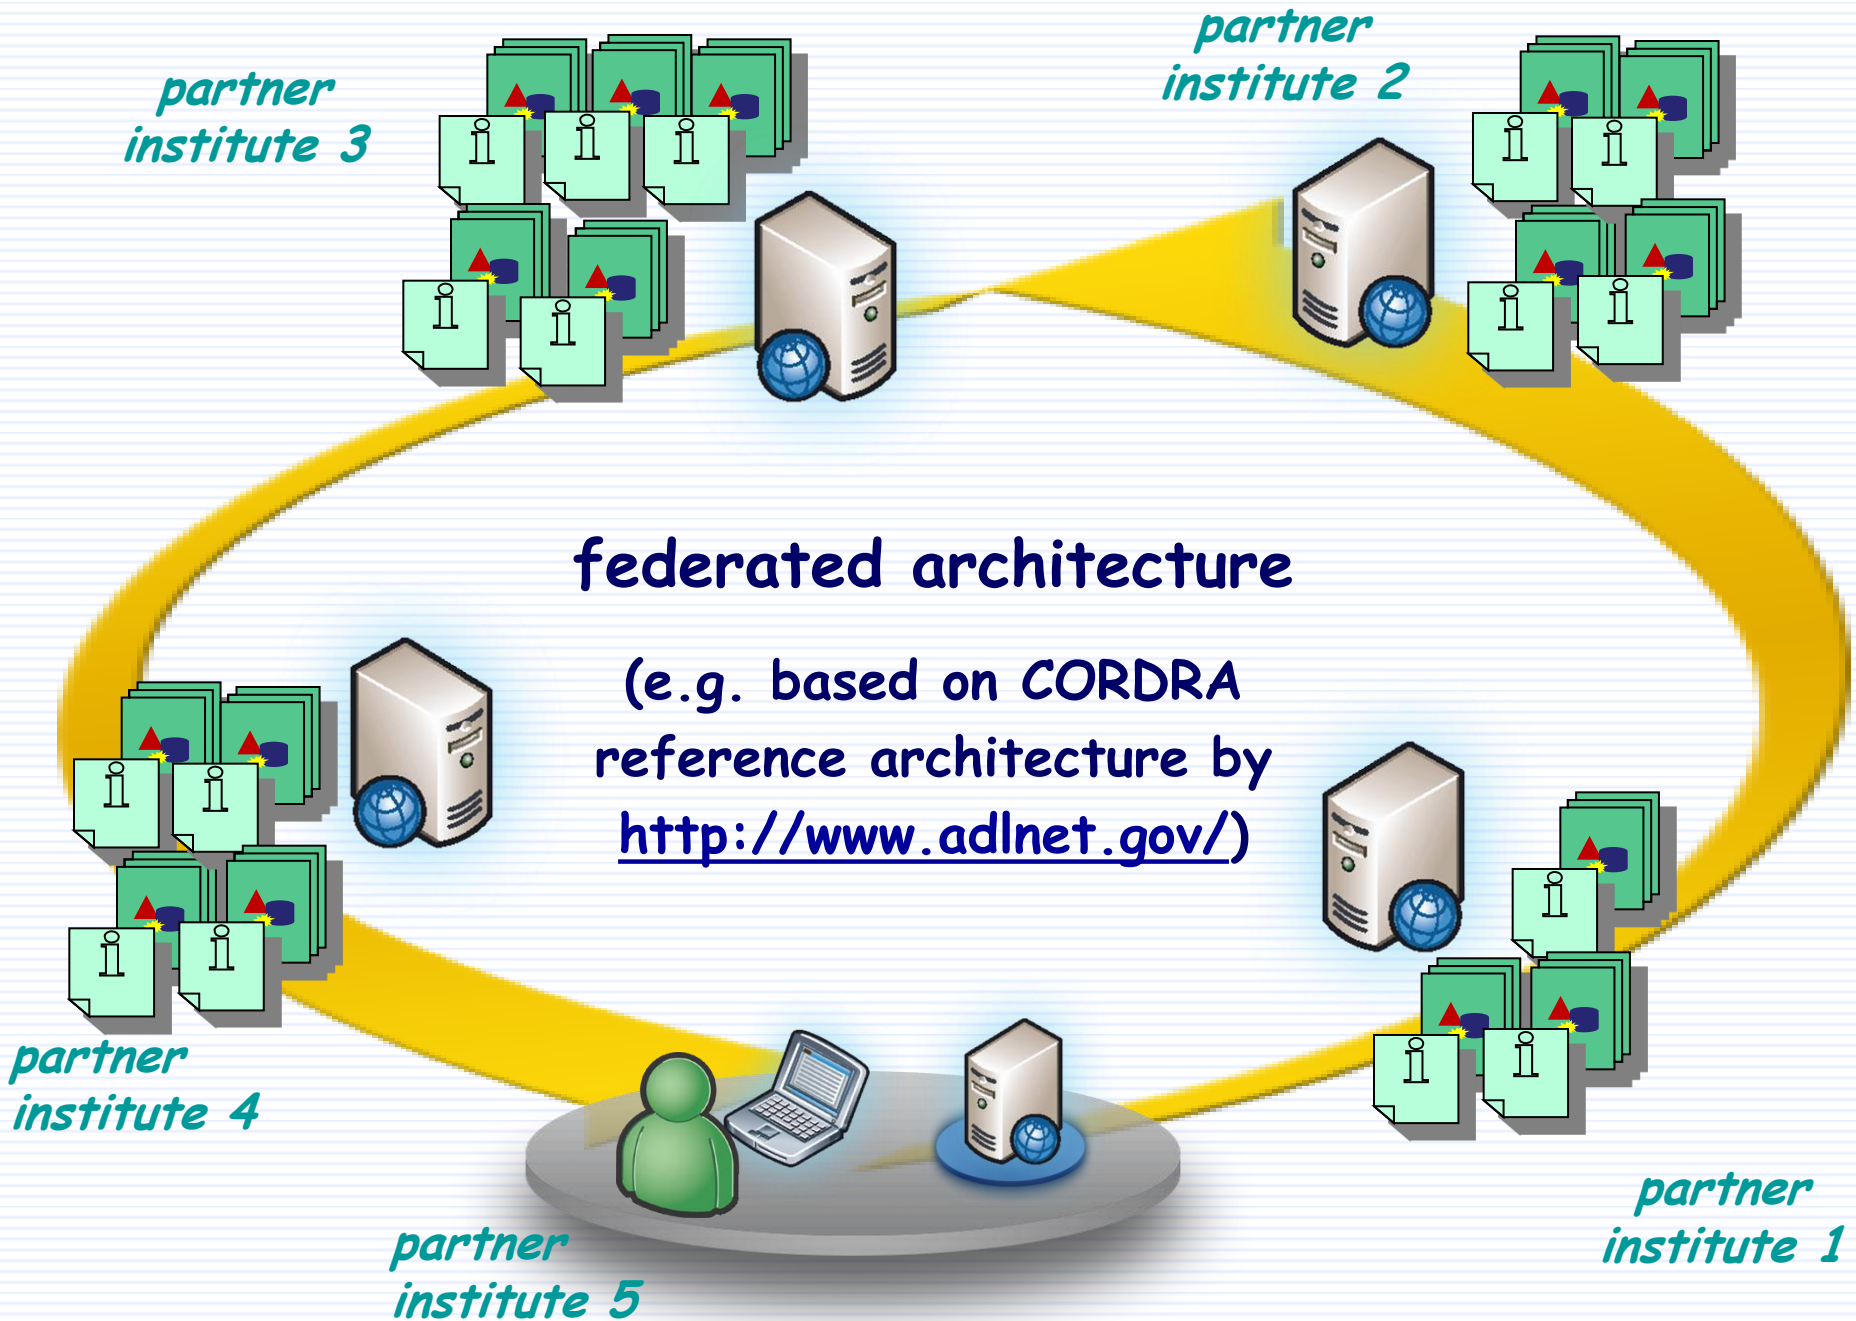 partner
institute 2
partner
institute 3
i
i
i
i
i
i
i
i
i
federated architecture
(e.g. based on CORDRA
reference architecture by
http://www.adlnet.gov/)
i
i
i
i
i
i
i
partner
institute 4
partner
institute 1
partner
institute 5